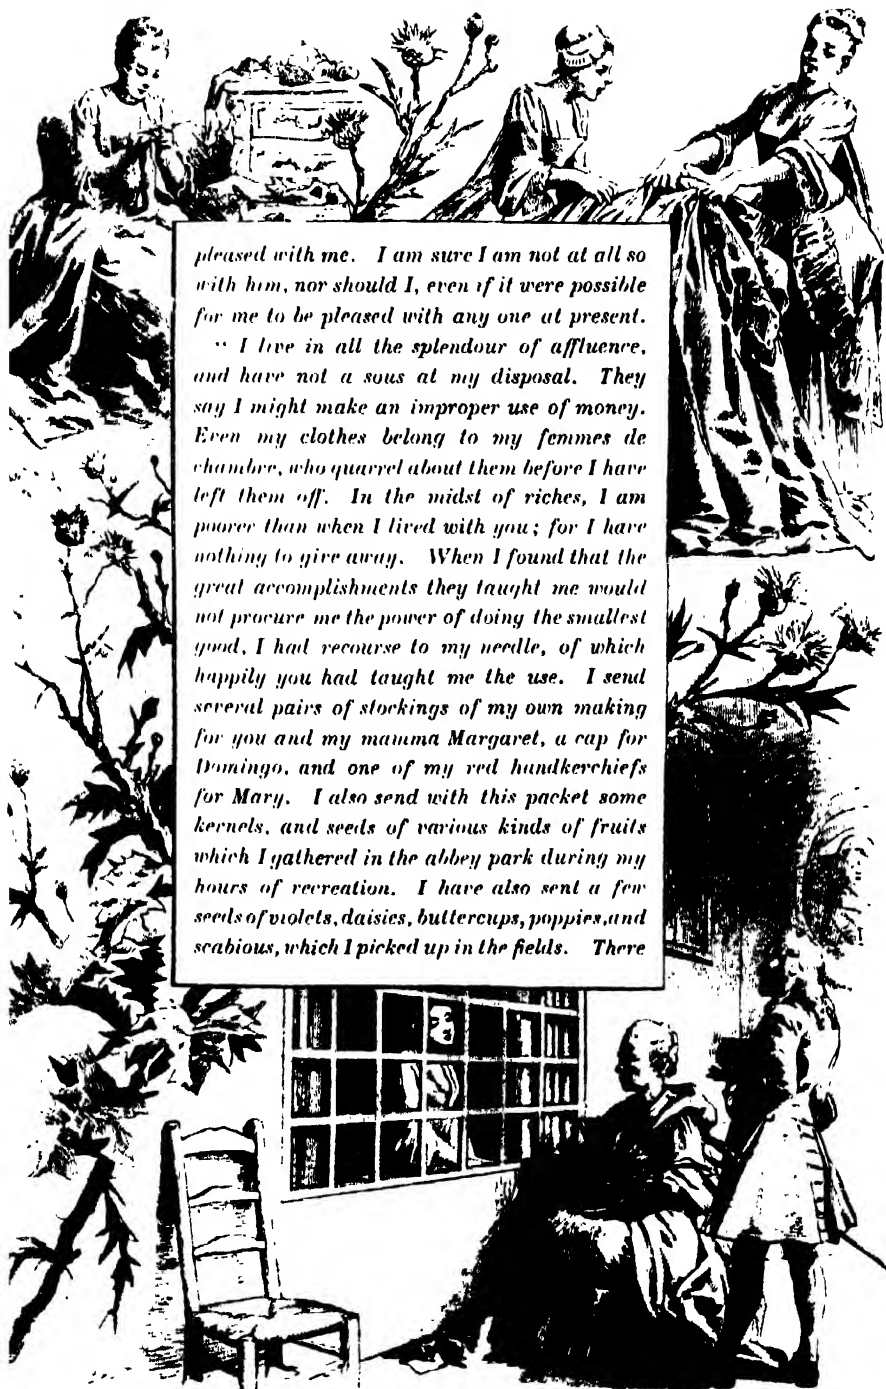 pleased with me. I am sure I am not at all so
with him, nor should I, even if it were possible
for me to be pleased with any one at present.
" I live in all the splendour of affluence,
and have not a sous at my disposal. They
say I might make an improper use of money.
Even my clothes belong to my femmes de
chambre, who quarrel about them before I have
left them off. In the midst of riches, I am
poorer than when I lived with you; for I have
nothing to give away. When I found that the
great accomplishments they taught me would
not procure me the power of doing the smallest
good, I had recourse to my needle, of which
happily you had taught me the use. I send
several pairs of stockings of my own making
for you and my mamma Margaret, a cap for
Domingo, and one of my red handkerchiefs
for Mary. I also send with this packet some
kernels, and seeds of various kinds of fruits
which I gathered in the abbey park during my
hours of recreation. I have also sent a few
seeds of violets, daisies, buttercups, poppies, and
scabious, which I picked up in the fields. There